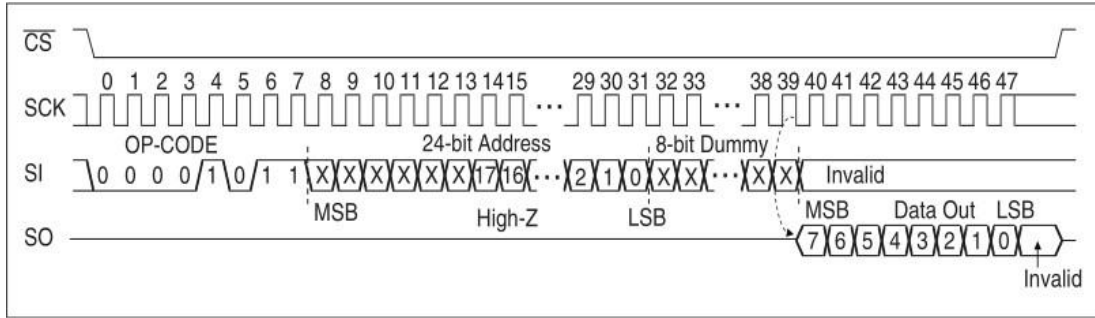 CS
0 1 2 3 4 5 6 7 8 9 10 11 12 13 14 15 29 30 31 32 33 38 39 40 41 42 43 44 45 46 47
SCK ... ...
OP-CODE 24-bit Address 8-bit Dummy
SI 0 0 0 0 1 0 1 1 X X X X X X 17 16 ... 2 1 0 X X ... X X Invalid
MSB High-Z LSB MSB Data Out LSB
SO 7 6 5 4 3 2 1 0
Invalid